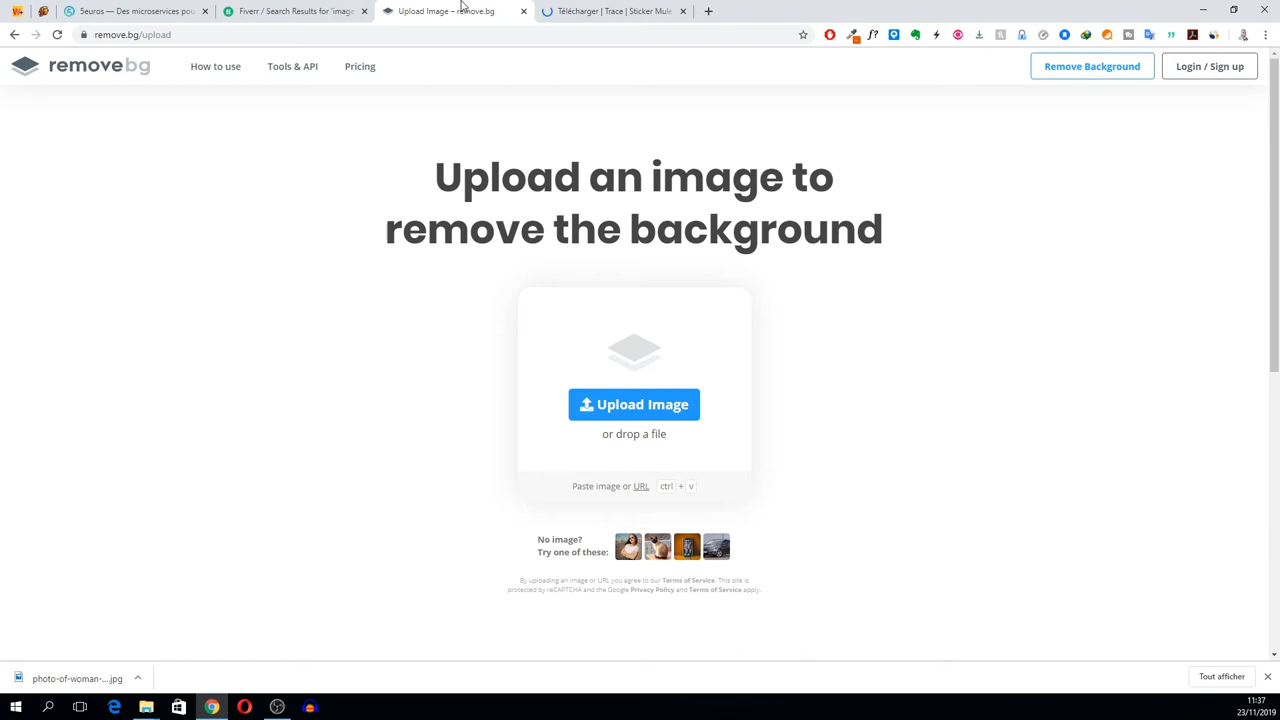 5euros — Des microservices pou
Fiverr / Search Results for 'image
Upload Image – remove.bg
Télécharger | Trace | Sticker Mule
remove.bg/upload
removebg
How to use
Tools & API
Pricing
Remove Background
Login / Sign up
Upload an image to
remove the background
Upload Image
or drop a file
Paste image or URL ctrl + v
No image?
Try one of these:
By uploading an image or URL you agree to our Terms of Service. This site is
protected by reCAPTCHA and the Google Privacy Policy and Terms of Service apply.
photo-of-woman-....jpg
Tout afficher
11:37
23/11/2019